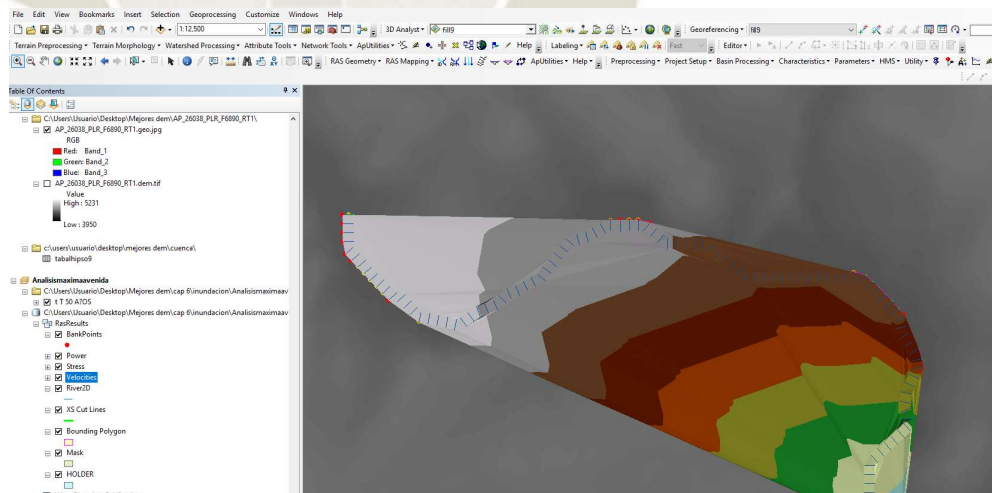 File Edit View Bookmarks Insert Selection Geoprocessing Customize Windows Help
1:12,500 3D Analyst Fill9 Georeferencing fill9
Terrain Preprocessing Terrain Morphology Watershed Processing Attribute Tools Network Tools ApUtilities Help Labeling Fast Editor
RAS Geometry RAS Mapping ApUtilities Help Preprocessing Project Setup Basin Processing Characteristics Parameters HMS Utility
Table Of Contents
C:\Users\Usuario\Desktop\Mejores dem\AP_26038_PLR_F6890_RT1\
AP_26038_PLR_F6890_RT1.geo.jpg
RGB
Red: Band_1
Green: Band_2
Blue: Band_3
AP_26038_PLR_F6890_RT1.dem.tif
Value
High : 5231
Low : 3950
c:\users\usuario\desktop\mejores dem\cuenca\
tabalhipso9
Analisismaximaavenida
C:\Users\Usuario\Desktop\Mejores dem\cap 6\inundacion\Analisismaximaav
t T 50 A?OS
C:\Users\Usuario\Desktop\Mejores dem\cap 6\inundacion\Analisismaximaav
RasResults
BankPoints
Power
Stress
Velocities
River2D
XS Cut Lines
Bounding Polygon
Mask
HOLDER